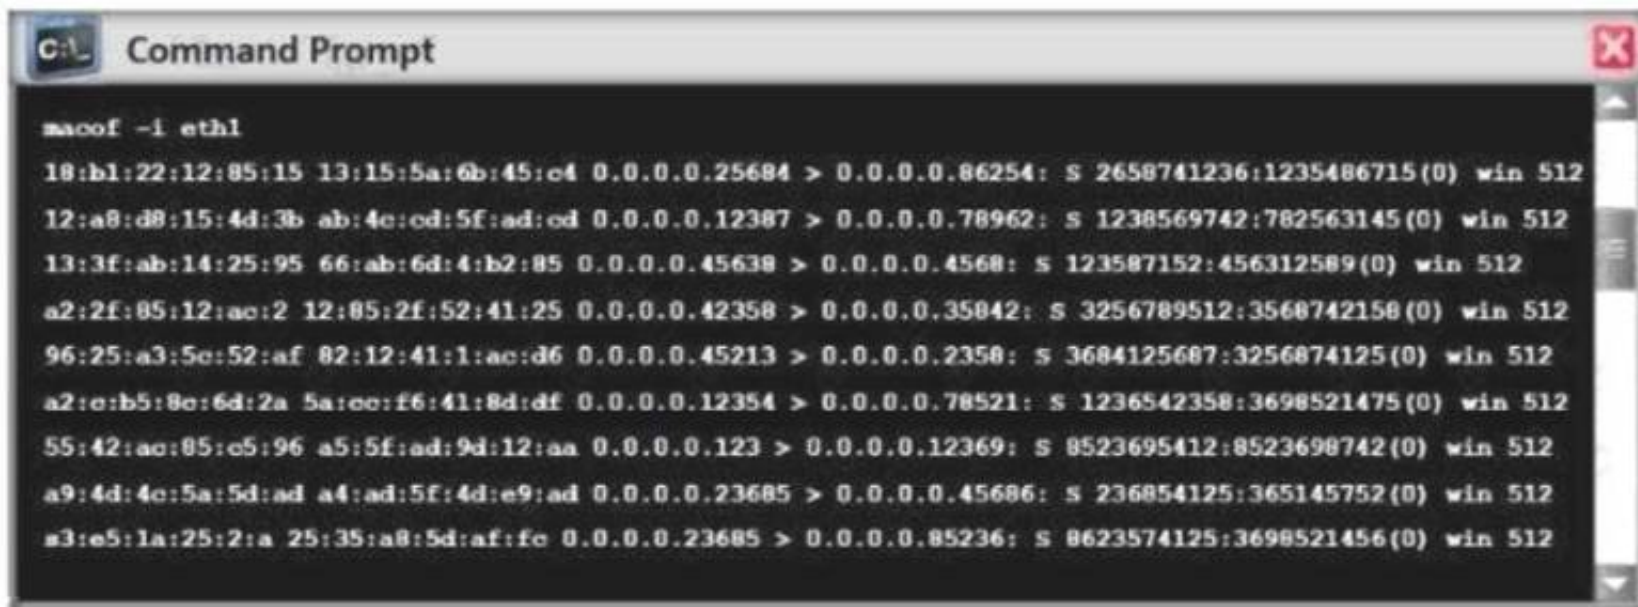 C:\_ Command Prompt
macof -i eth1
18:b1:22:12:85:15 13:15:5a:6b:45:c4 0.0.0.0.25684 > 0.0.0.0.86254: S 2658741236:1235486715(0) win 512
12:a8:d8:15:4d:3b ab:4c:cd:5f:ad:cd 0.0.0.0.12387 > 0.0.0.0.78962: S 1238569742:782563145(0) win 512
13:3f:ab:14:25:95 66:ab:6d:4:b2:85 0.0.0.0.45638 > 0.0.0.0.4568: S 123587152:456312589(0) win 512
a2:2f:85:12:ac:2 12:85:2f:52:41:25 0.0.0.0.42358 > 0.0.0.0.35842: S 3256789512:3568742158(0) win 512
96:25:a3:5c:52:af 82:12:41:1:ac:d6 0.0.0.0.45213 > 0.0.0.0.2358: S 3684125687:3256874125(0) win 512
a2:c:b5:8c:6d:2a 5a:cc:f6:41:8d:df 0.0.0.0.12354 > 0.0.0.0.78521: S 1236542358:3698521475(0) win 512
55:42:ac:85:c5:96 a5:5f:ad:9d:12:aa 0.0.0.0.123 > 0.0.0.0.12369: S 8523695412:8523698742(0) win 512
a9:4d:4c:5a:5d:ad a4:ad:5f:4d:e9:ad 0.0.0.0.23685 > 0.0.0.0.45686: S 236854125:365145752(0) win 512
s3:e5:1a:25:2:a 25:35:a8:5d:af:fc 0.0.0.0.23685 > 0.0.0.0.85236: S 8623574125:3698521456(0) win 512